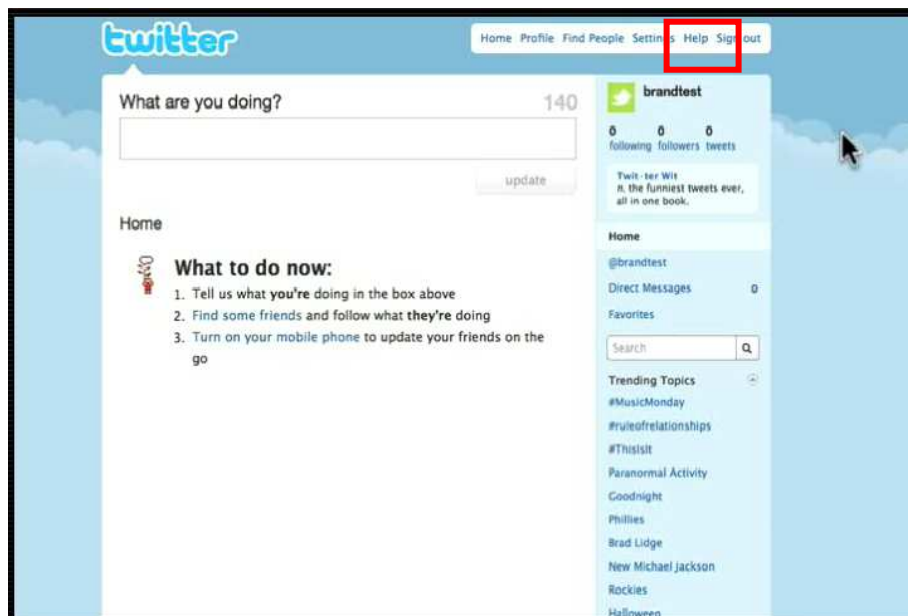 twitter
Home Profile Find People Settings Help Sign out
What are you doing?
140
update
Home
What to do now:
1. Tell us what you're doing in the box above
2. Find some friends and follow what they're doing
3. Turn on your mobile phone to update your friends on the
go
brandtest
0 0 0
following followers tweets
Twit·ter Wit
n. the funniest tweets ever,
all in one book.
Home
@brandtest
Direct Messages 0
Favorites
Search
Trending Topics
#MusicMonday
#ruleofrelationships
#ThisIsIt
Paranormal Activity
Goodnight
Phillies
Brad Lidge
New Michael Jackson
Rockies
Halloween